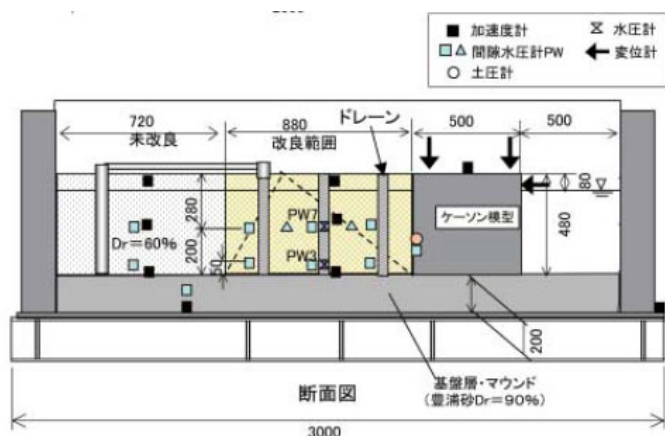 加速度計
水圧計
間隙水圧計PW
変位計
土圧計
ドレーン
720
880
500
500
未改良
改良範囲
80
280
PW7
ケーソン模型
480
Dr=60%
200
PW3
50
200
断面図
基盤層・マウンド
(豊浦砂Dr=90%)
3000